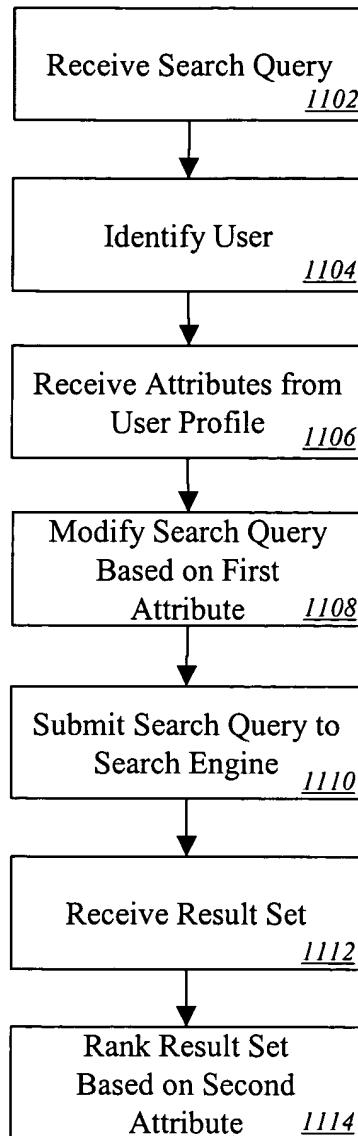 Receive Search Query
1102
Identify User
1104
Receive Attributes from
User Profile
1106
Modify Search Query
Based on First
Attribute
1108
Submit Search Query to
Search Engine
1110
Receive Result Set
1112
Rank Result Set
Based on Second
Attribute
1114